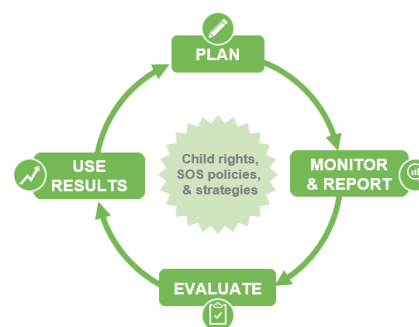 PLAN
Child rights,
SOS policies,
& strategies
USE
RESULTS
MONITOR
& REPORT
EVALUATE